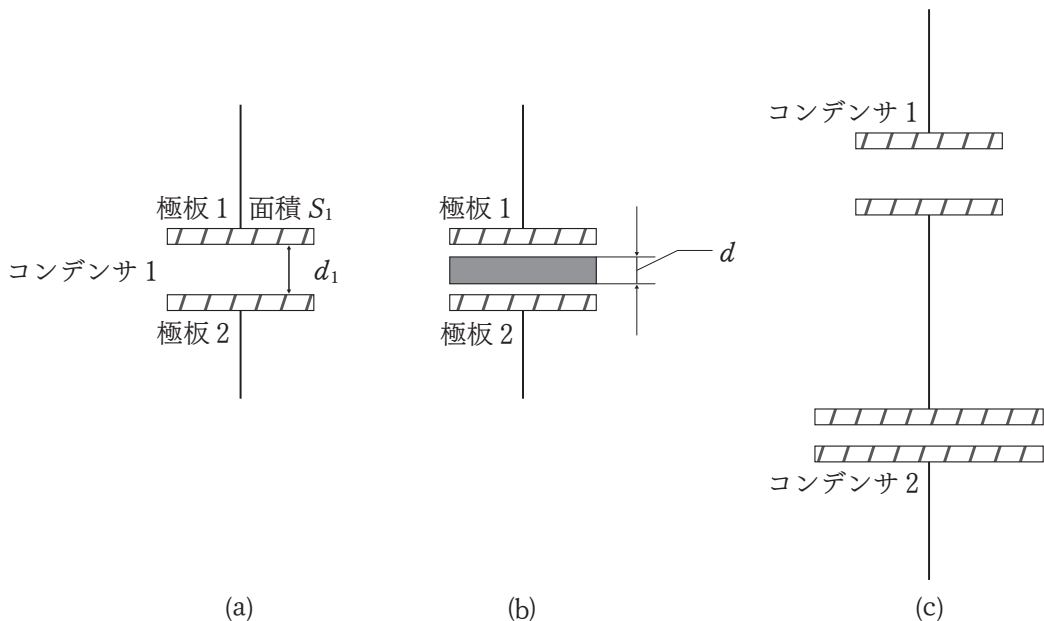 極板 1 面積 S₁
コンデンサ 1
d₁
極板 2
(a)
極板 1
d
極板 2
(b)
コンデンサ 1
コンデンサ 2
(c)